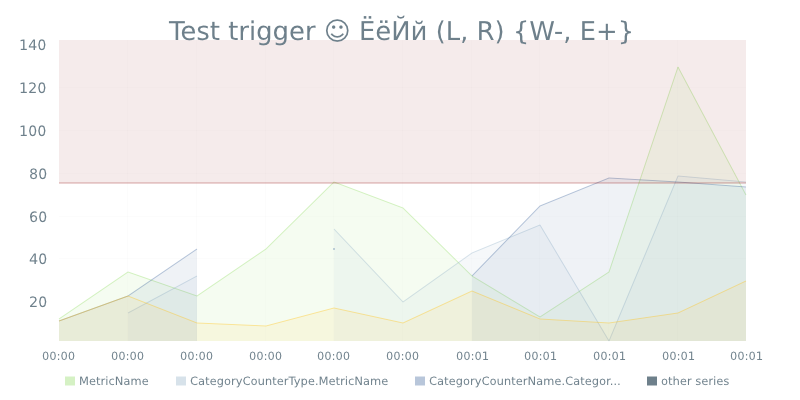 Test trigger ☺ ЁёЙй (L, R) {W-, E+}
140
120
100
80
60
40
20
00:00 00:00 00:00 00:00 00:00 00:00 00:01 00:01 00:01 00:01 00:01
MetricName CategoryCounterType.MetricName CategoryCounterName.Categor... other series